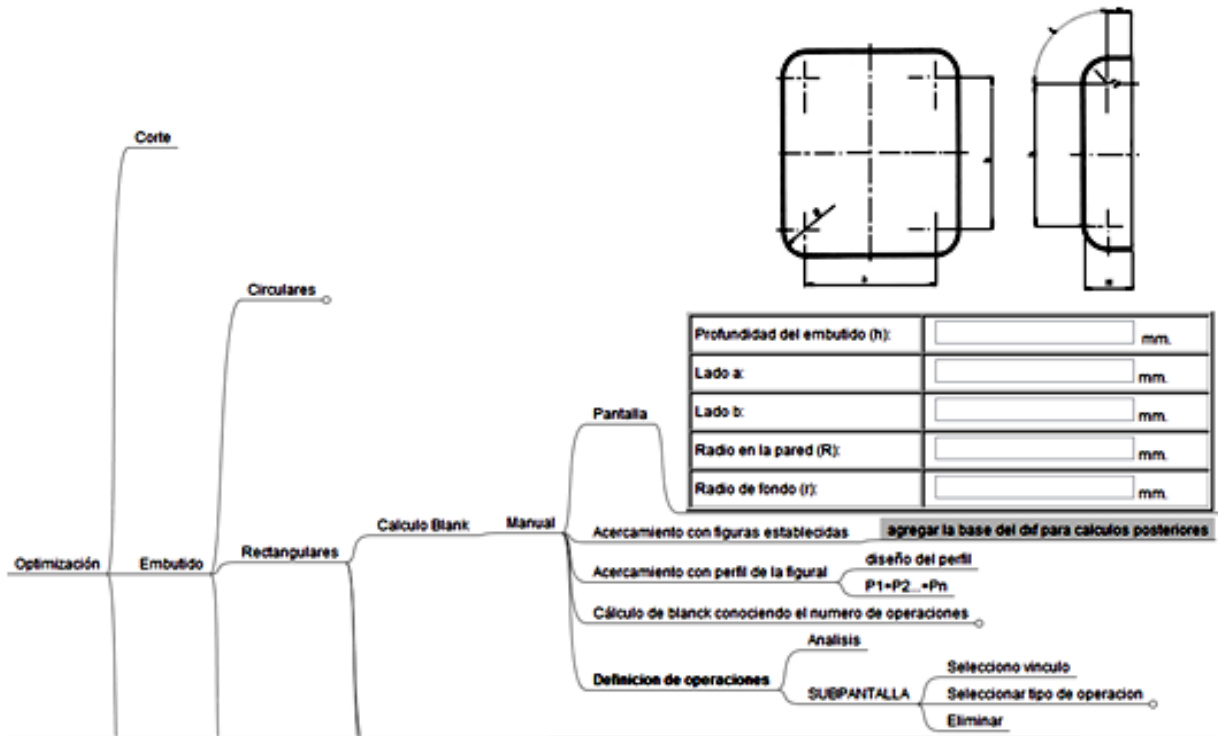 Corte
Circulares
Profundidad del embutido (h): mm.
Lado a: mm.
Lado b: mm.
Pantalla
Radio en la pared (R): mm.
Radio de fondo (r): mm.
Calculo Blank
Manual
Acercamiento con figuras establecidas
agregar la base del dxf para calculos posteriores
Optimización
Embutido
Rectangulares
Acercamiento con perfil de la figural
diseño del perfil
P1+P2...+Pn
Cálculo de blanck conociendo el numero de operaciones
Analisis
Definicion de operaciones
SUBPANTALLA
Selecciono vinculo
Seleccionar tipo de operacion
Eliminar